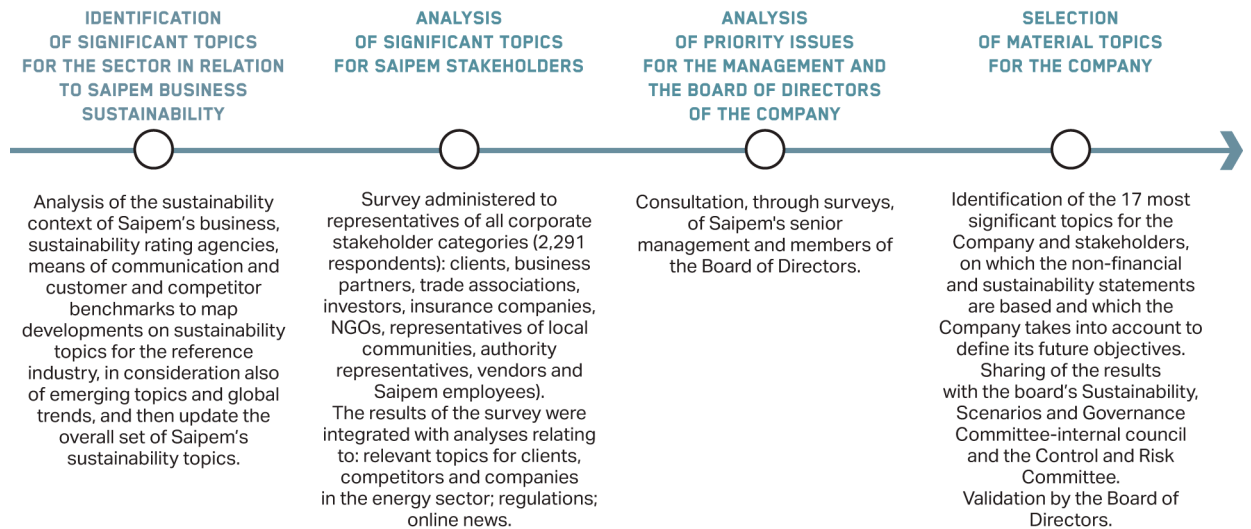 IDENTIFICATION
OF SIGNIFICANT TOPICS
FOR THE SECTOR IN RELATION
TO SAIPEM BUSINESS
SUSTAINABILITY
Analysis of the sustainability
context of Saipem's business,
sustainability rating agencies,
means of communication and
customer and competitor
benchmarks to map
developments on sustainability
topics for the reference
industry, in consideration also
of emerging topics and global
trends, and then update the
overall set of Saipem's
sustainability topics.
ANALYSIS
OF SIGNIFICANT TOPICS
FOR SAIPEM STAKEHOLDERS
Survey administered to
representatives of all corporate
stakeholder categories (2,291
respondents): clients, business
partners, trade associations,
investors, insurance companies,
NGOs, representatives of local
communities, authority
representatives, vendors and
Saipem employees).
The results of the survey were
integrated with analyses relating
to: relevant topics for clients,
competitors and companies
in the energy sector; regulations;
online news.
ANALYSIS
OF PRIORITY ISSUES
FOR THE MANAGEMENT AND
THE BOARD OF DIRECTORS
OF THE COMPANY
Consultation, through surveys,
of Saipem's senior
management and members of
the Board of Directors.
SELECTION
OF MATERIAL TOPICS
FOR THE COMPANY
Identification of the 17 most
significant topics for the
Company and stakeholders,
on which the non-financial
and sustainability statements
are based and which the
Company takes into account to
define its future objectives.
Sharing of the results
with the board's Sustainability,
Scenarios and Governance
Committee-internal council
and the Control and Risk
Committee.
Validation by the Board of
Directors.